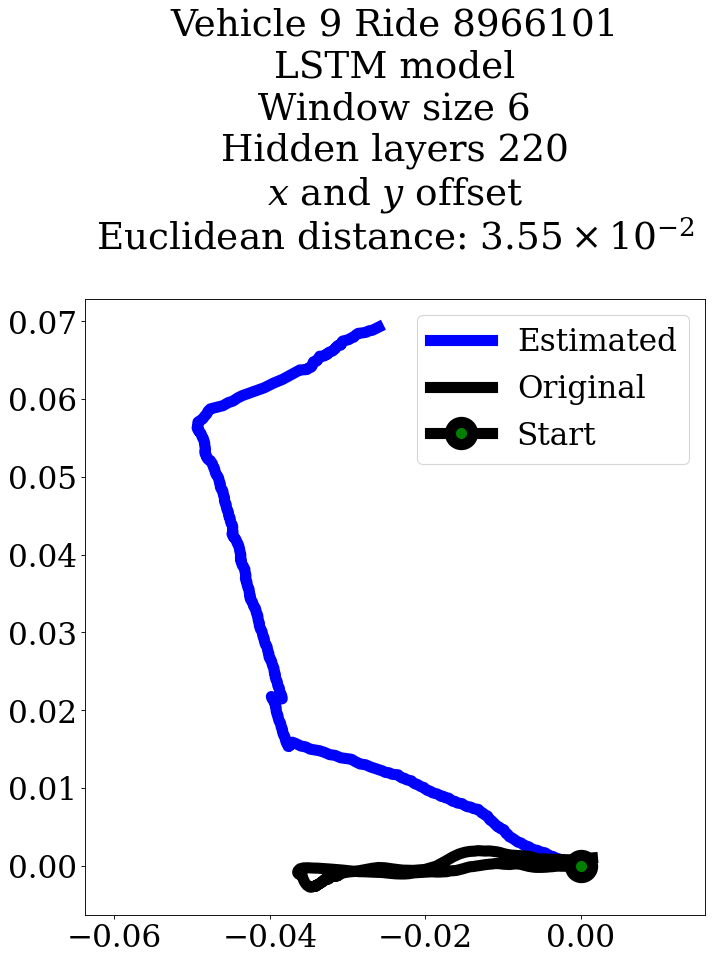 Vehicle 9 Ride 8966101
LSTM model
Window size 6
Hidden layers 220
x and y offset
Euclidean distance: 3.55 × 10⁻²
Estimated
Original
Start
0.07
0.06
0.05
0.04
0.03
0.02
0.01
0.00
−0.06 −0.04 −0.02 0.00